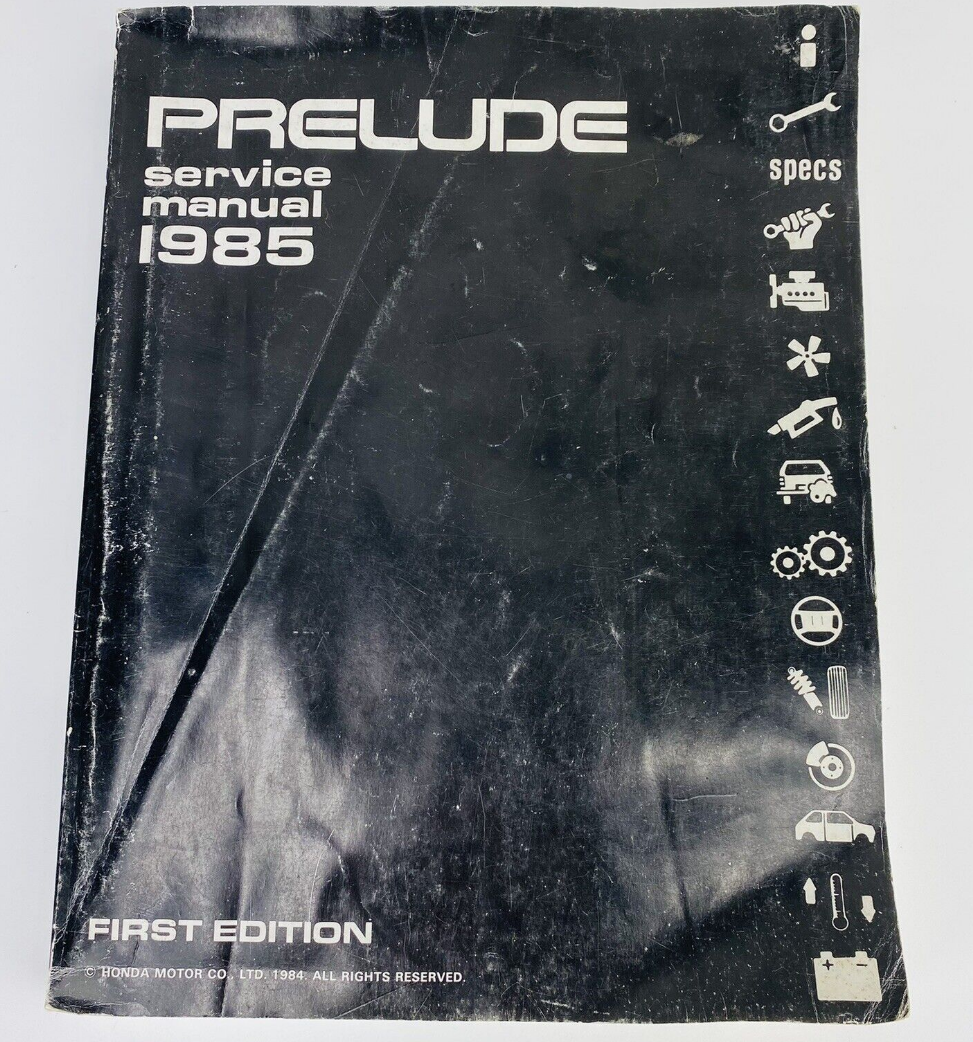 PRELUDE
service
manual
1985
specs
FIRST EDITION
© HONDA MOTOR CO., LTD. 1984. ALL RIGHTS RESERVED.